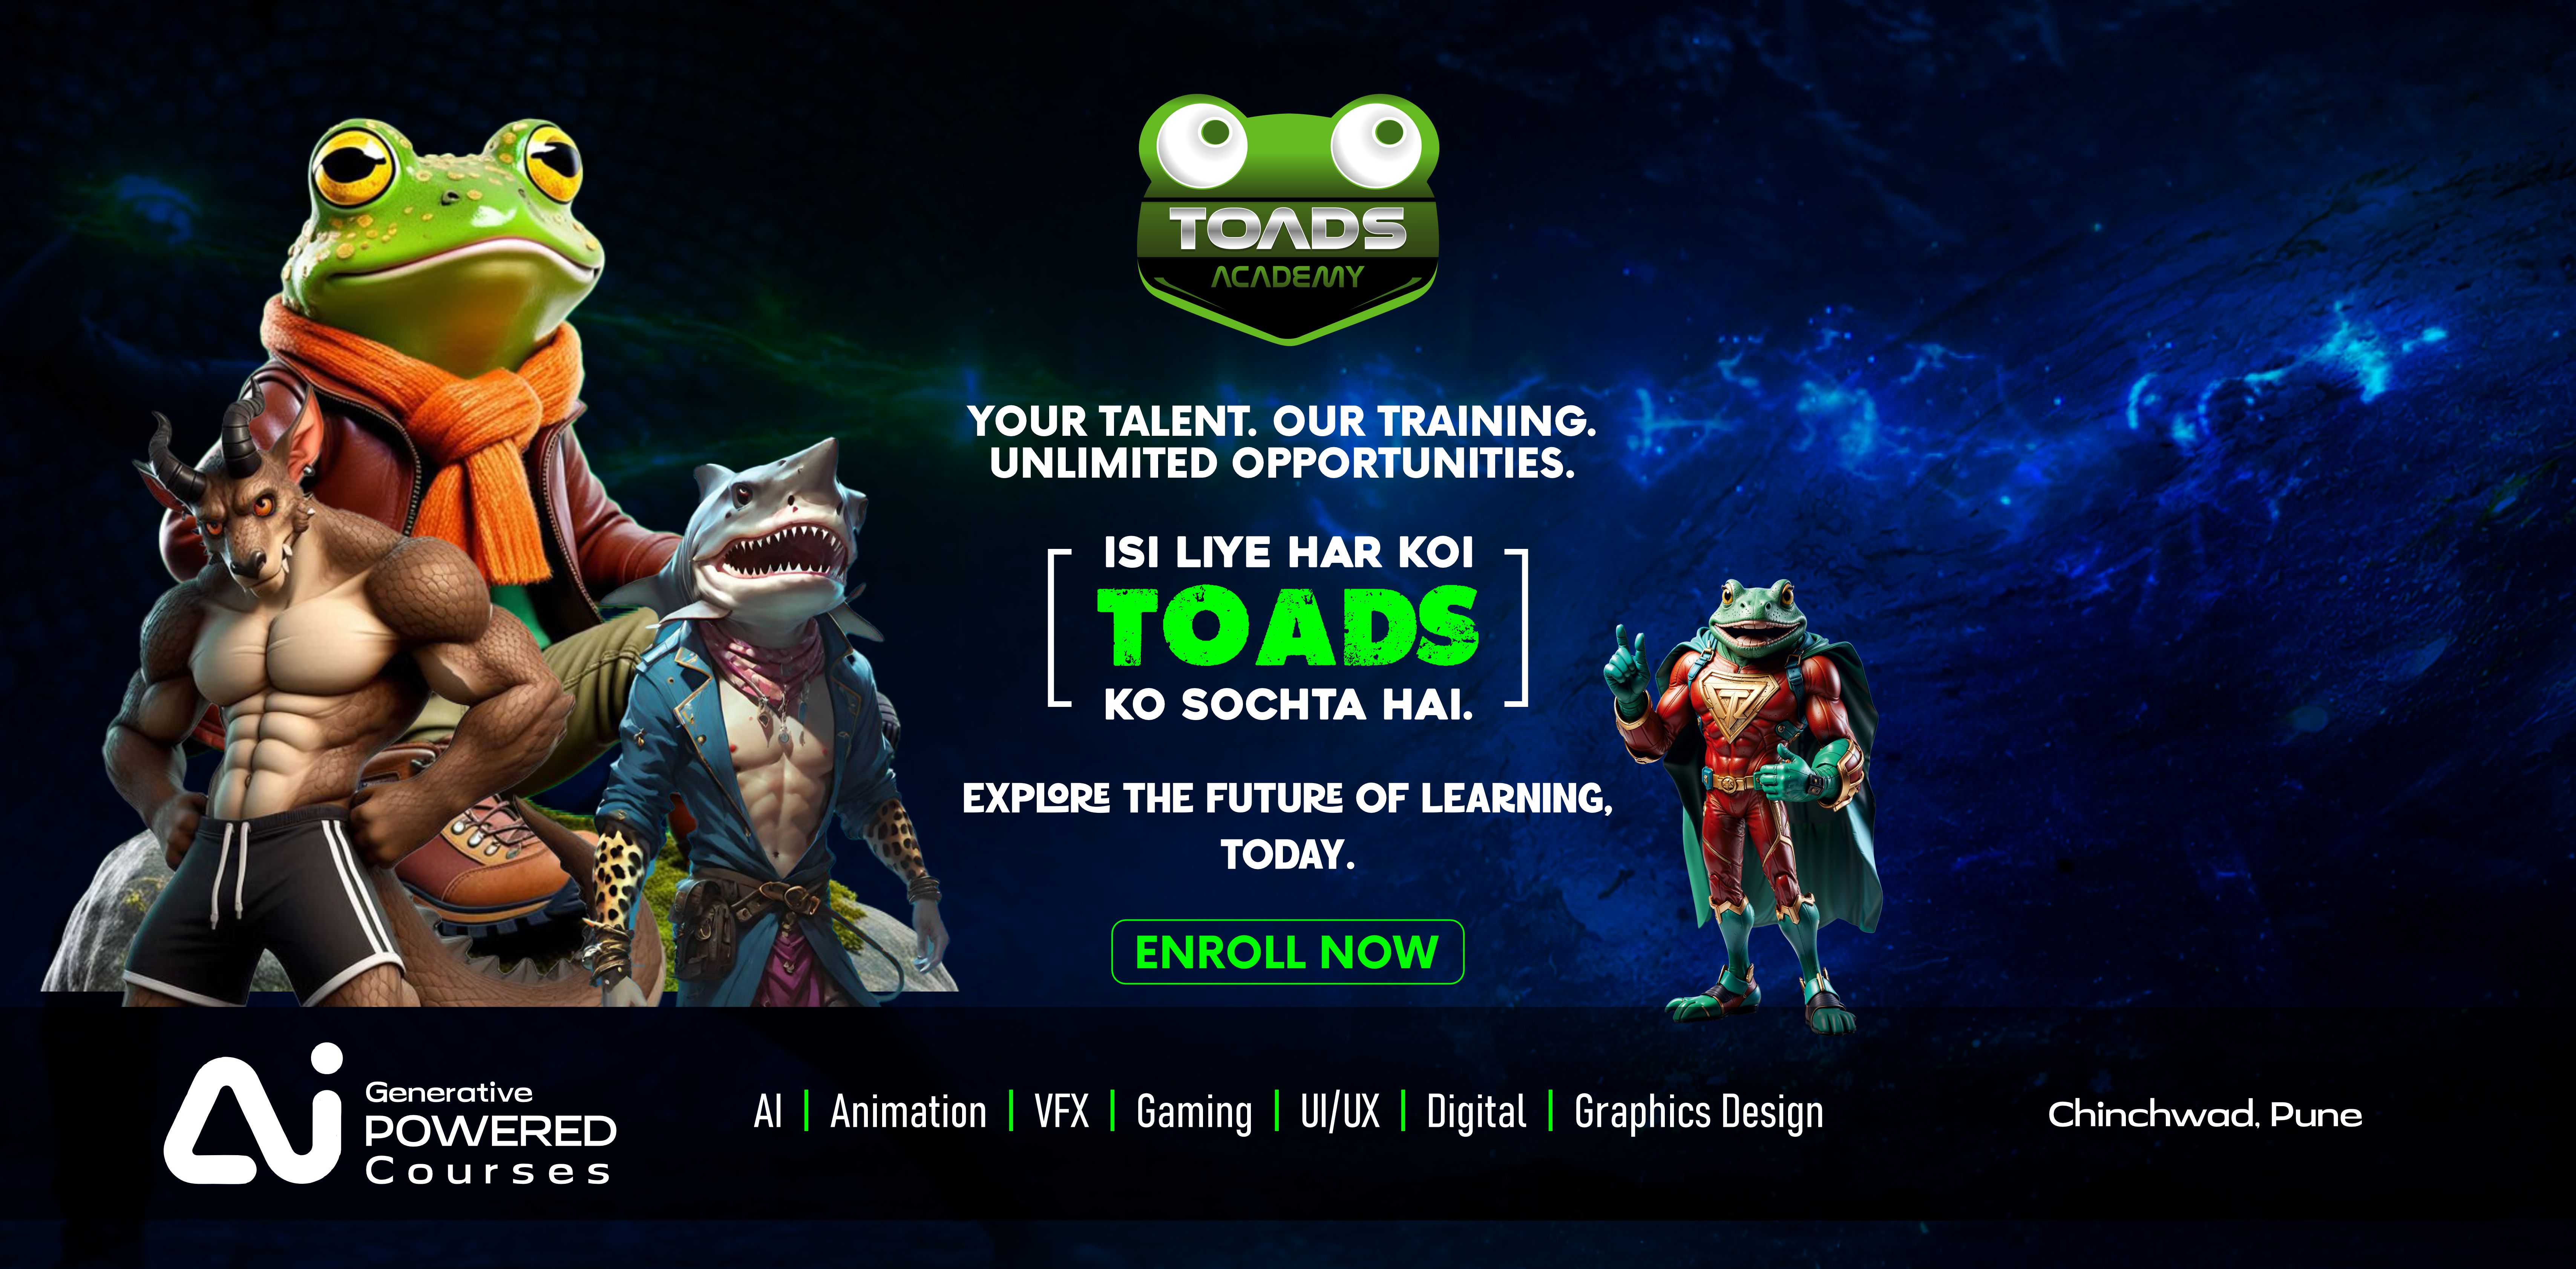 TOADS
ACADEMY
YOUR TALENT. OUR TRAINING.
UNLIMITED OPPORTUNITIES.
ISI LIYE HAR KOI
TOADS
KO SOCHTA HAI.
EXPLORE THE FUTURE OF LEARNING,
TODAY.
ENROLL NOW
Ai
Generative
POWERED
Courses
AI | Animation | VFX | Gaming | UI/UX | Digital | Graphics Design
Chinchwad, Pune